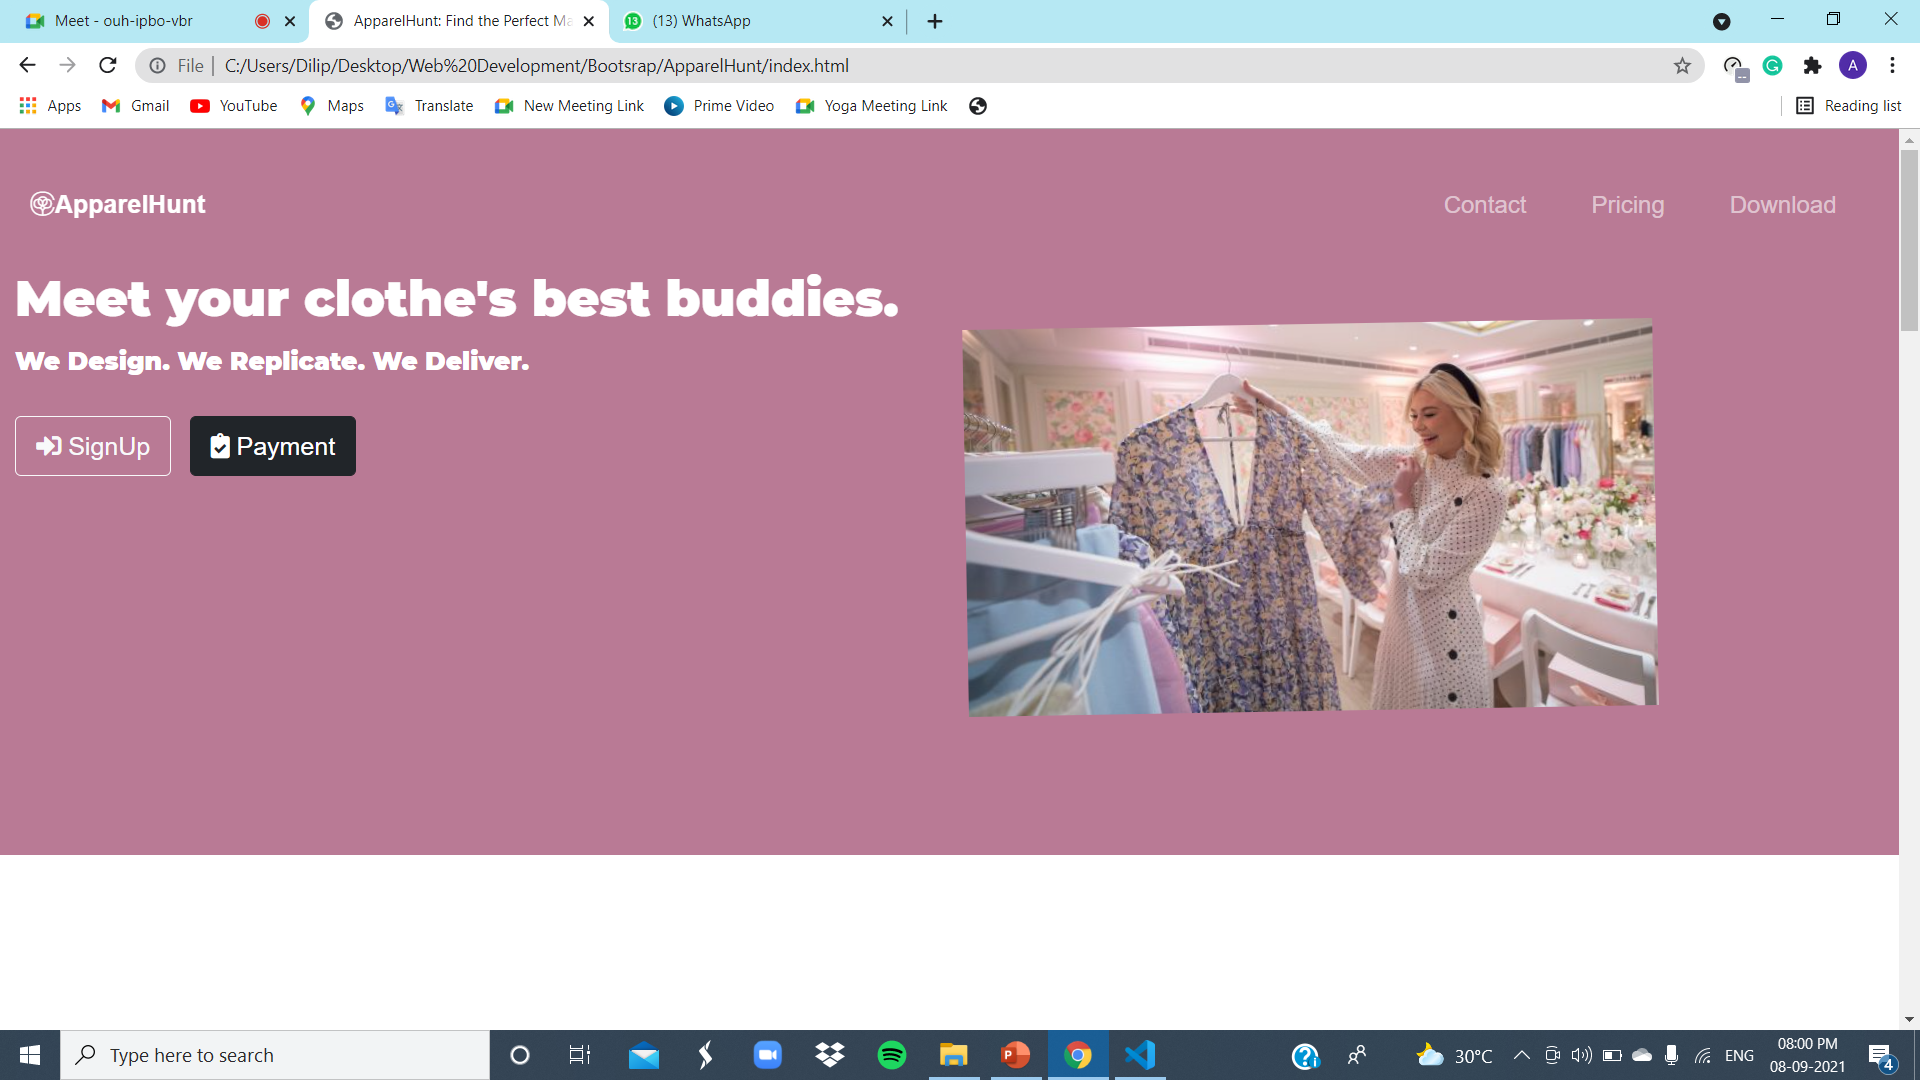 Meet - ouh-ipbo-vbr
ApparelHunt: Find the Perfect Ma
(13) WhatsApp
File
C:/Users/Dilip/Desktop/Web%20Development/Bootsrap/ApparelHunt/index.html
A
Apps
Gmail
YouTube
Maps
Translate
New Meeting Link
Prime Video
Yoga Meeting Link
Reading list
ApparelHunt
Contact
Pricing
Download
Meet your clothe's best buddies.
We Design. We Replicate. We Deliver.
SignUp
Payment
Type here to search
30°C
ENG
08:00 PM
08-09-2021
4